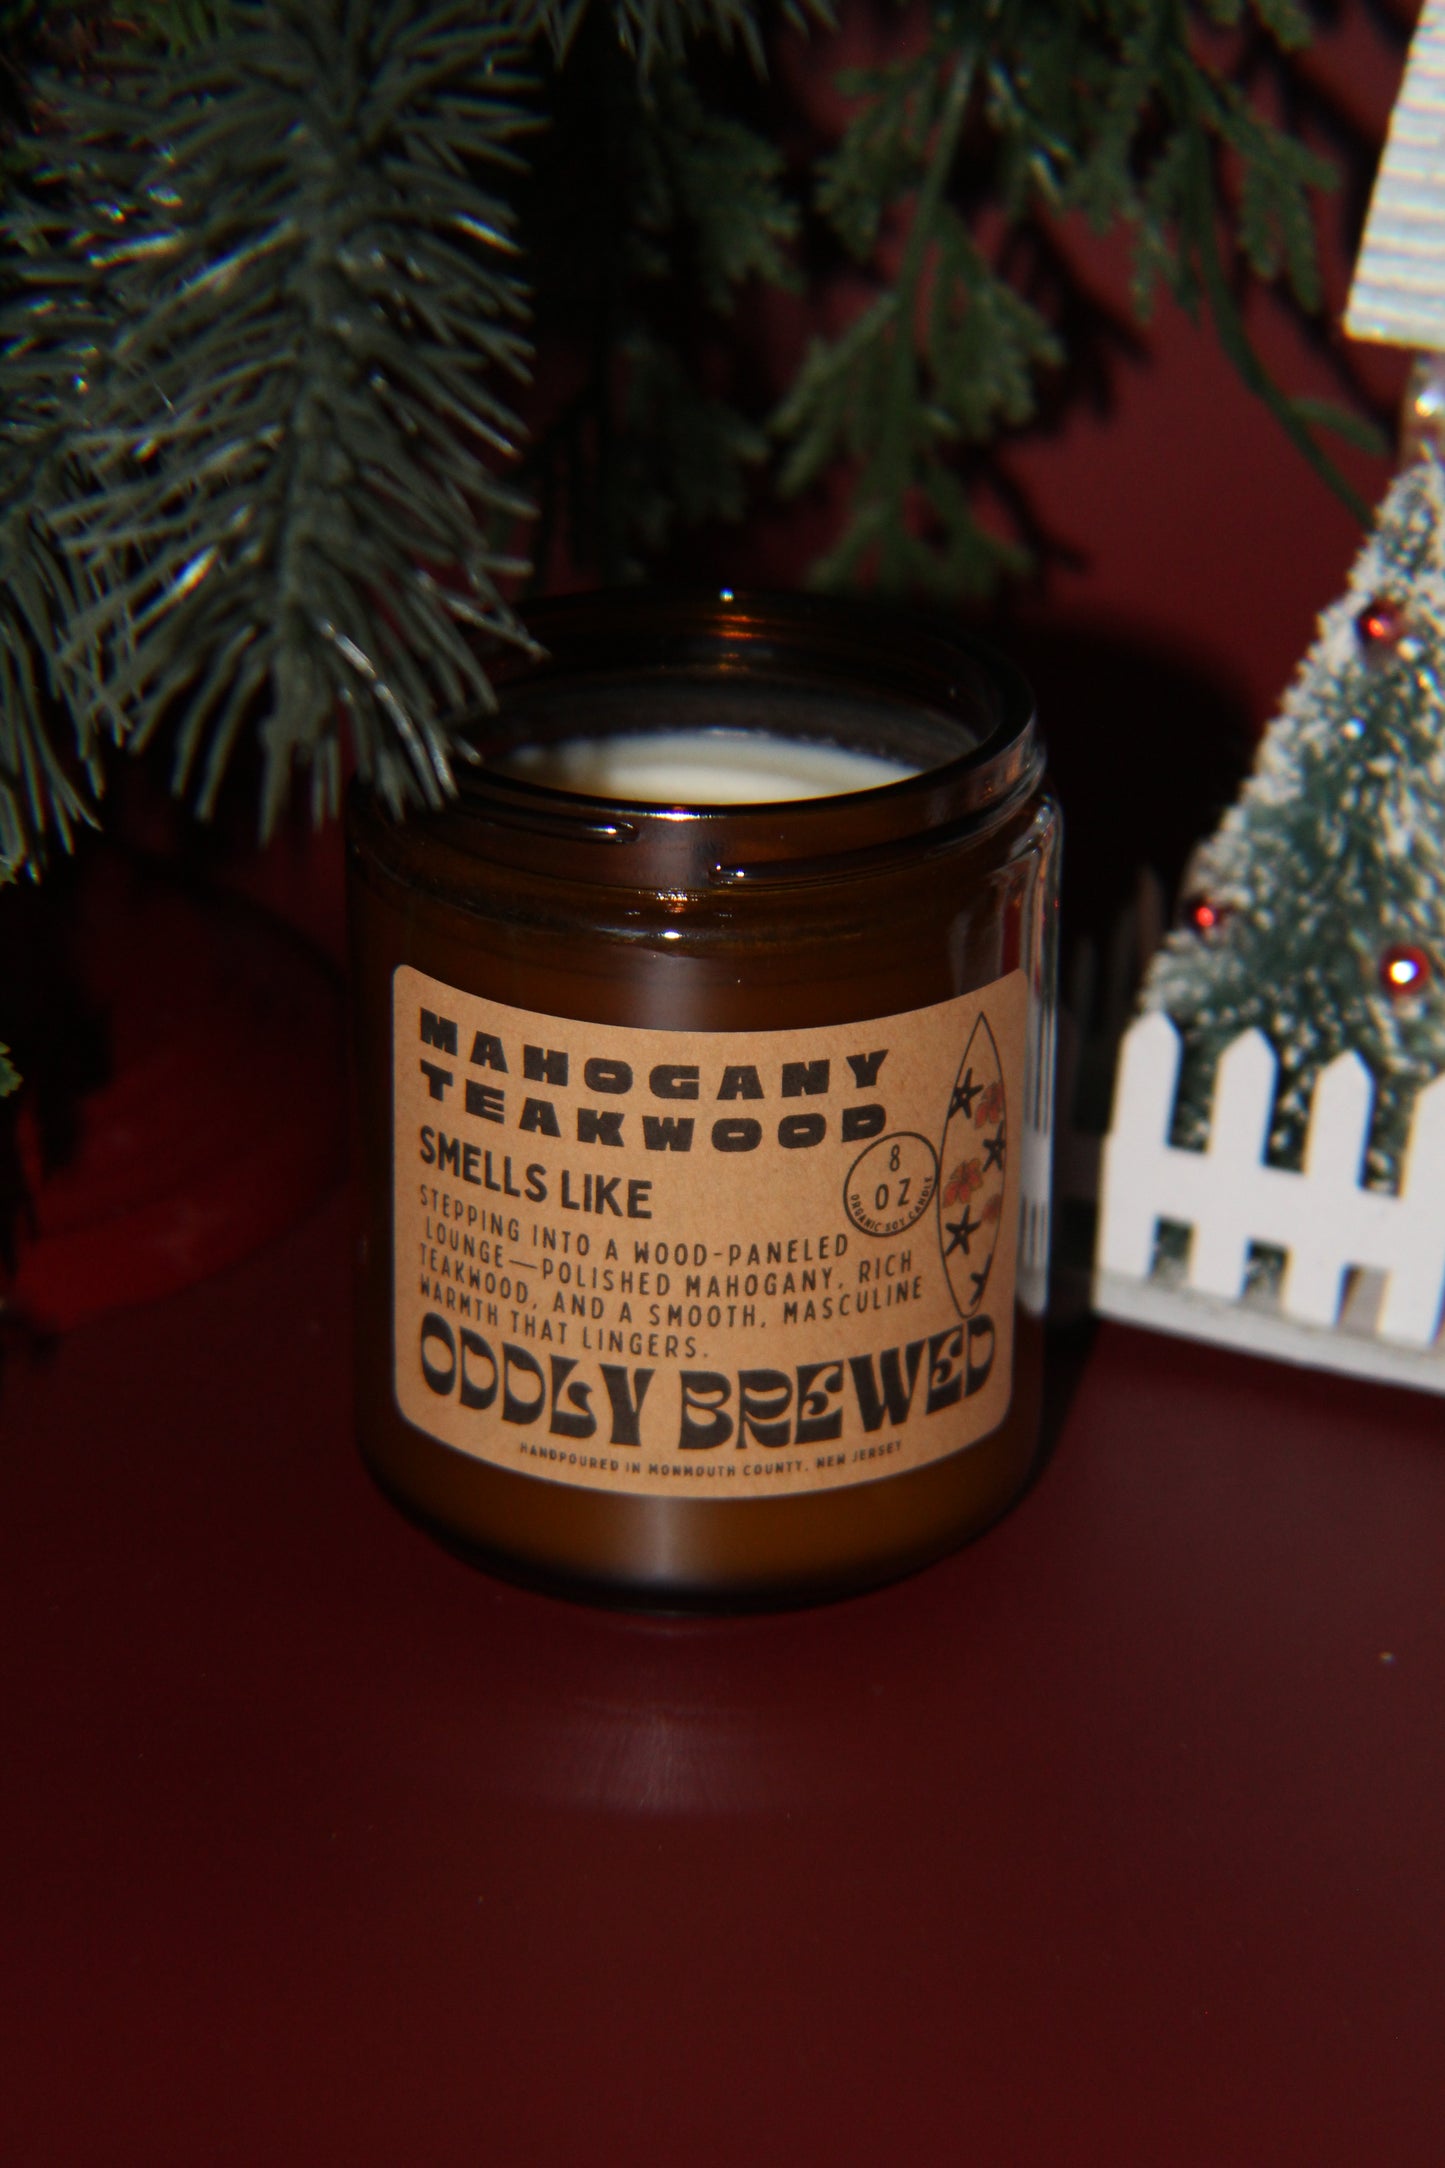 MAHOGANY
TEAKWOOD
SMELLS LIKE
8
OZ
ORGANIC SOY CANDLE
STEPPING INTO A WOOD-PANELED
LOUNGE—POLISHED MAHOGANY, RICH
TEAKWOOD, AND A SMOOTH, MASCULINE
WARMTH THAT LINGERS.
ODDLY BREWED
HANDPOURED IN MONMOUTH COUNTY, NEW JERSEY